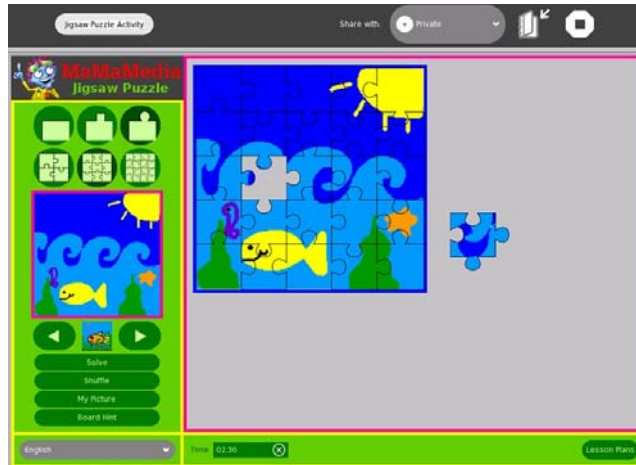 Jigsaw Puzzle Activity
Share with:
Private
MaMaMedia
Jigsaw Puzzle
Solve
Shuffle
My Picture
Board Hint
English
Time: 02:36
Lesson Plans